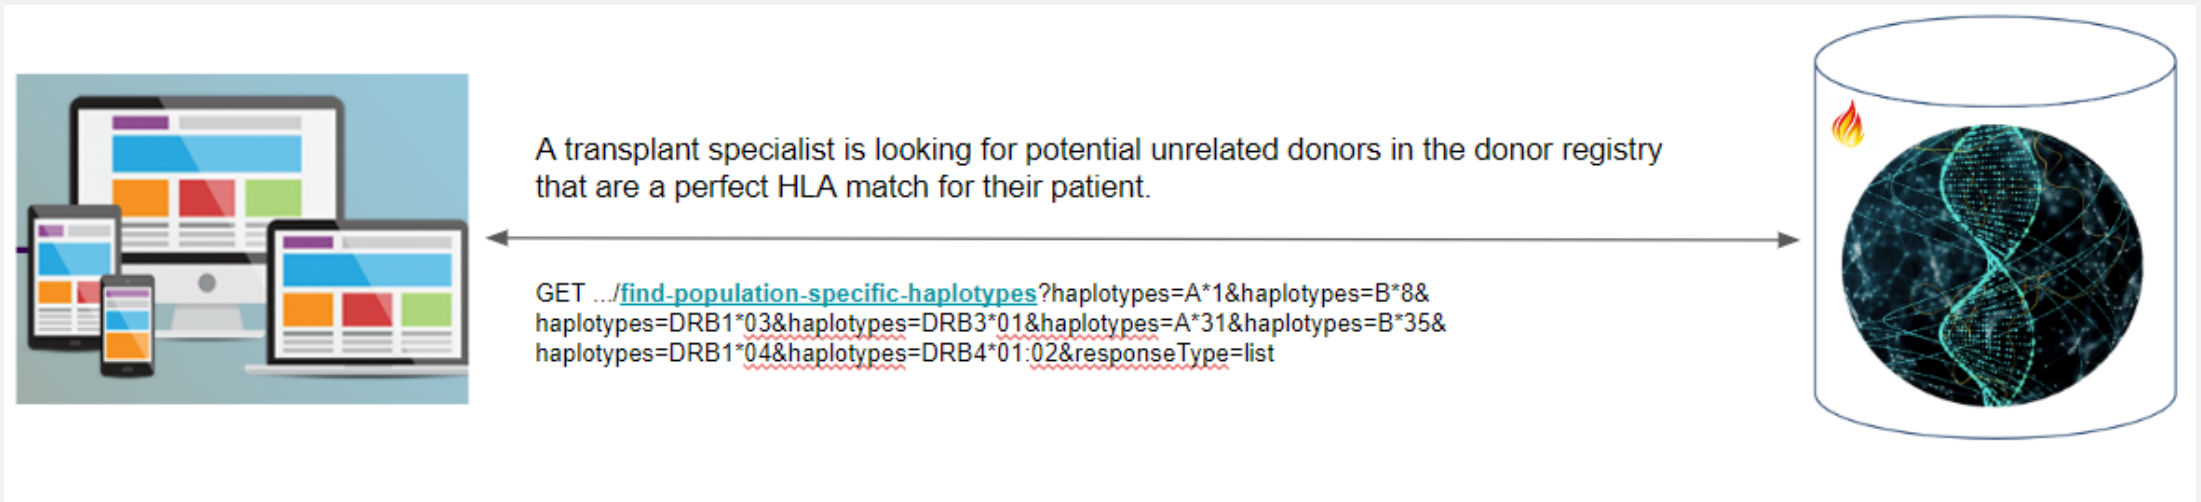 A transplant specialist is looking for potential unrelated donors in the donor registry
that are a perfect HLA match for their patient.
GET .../find-population-specific-haplotypes?haplotypes=A*1&haplotypes=B*8&
haplotypes=DRB1*03&haplotypes=DRB3*01&haplotypes=A*31&haplotypes=B*35&
haplotypes=DRB1*04&haplotypes=DRB4*01:02&responseType=list